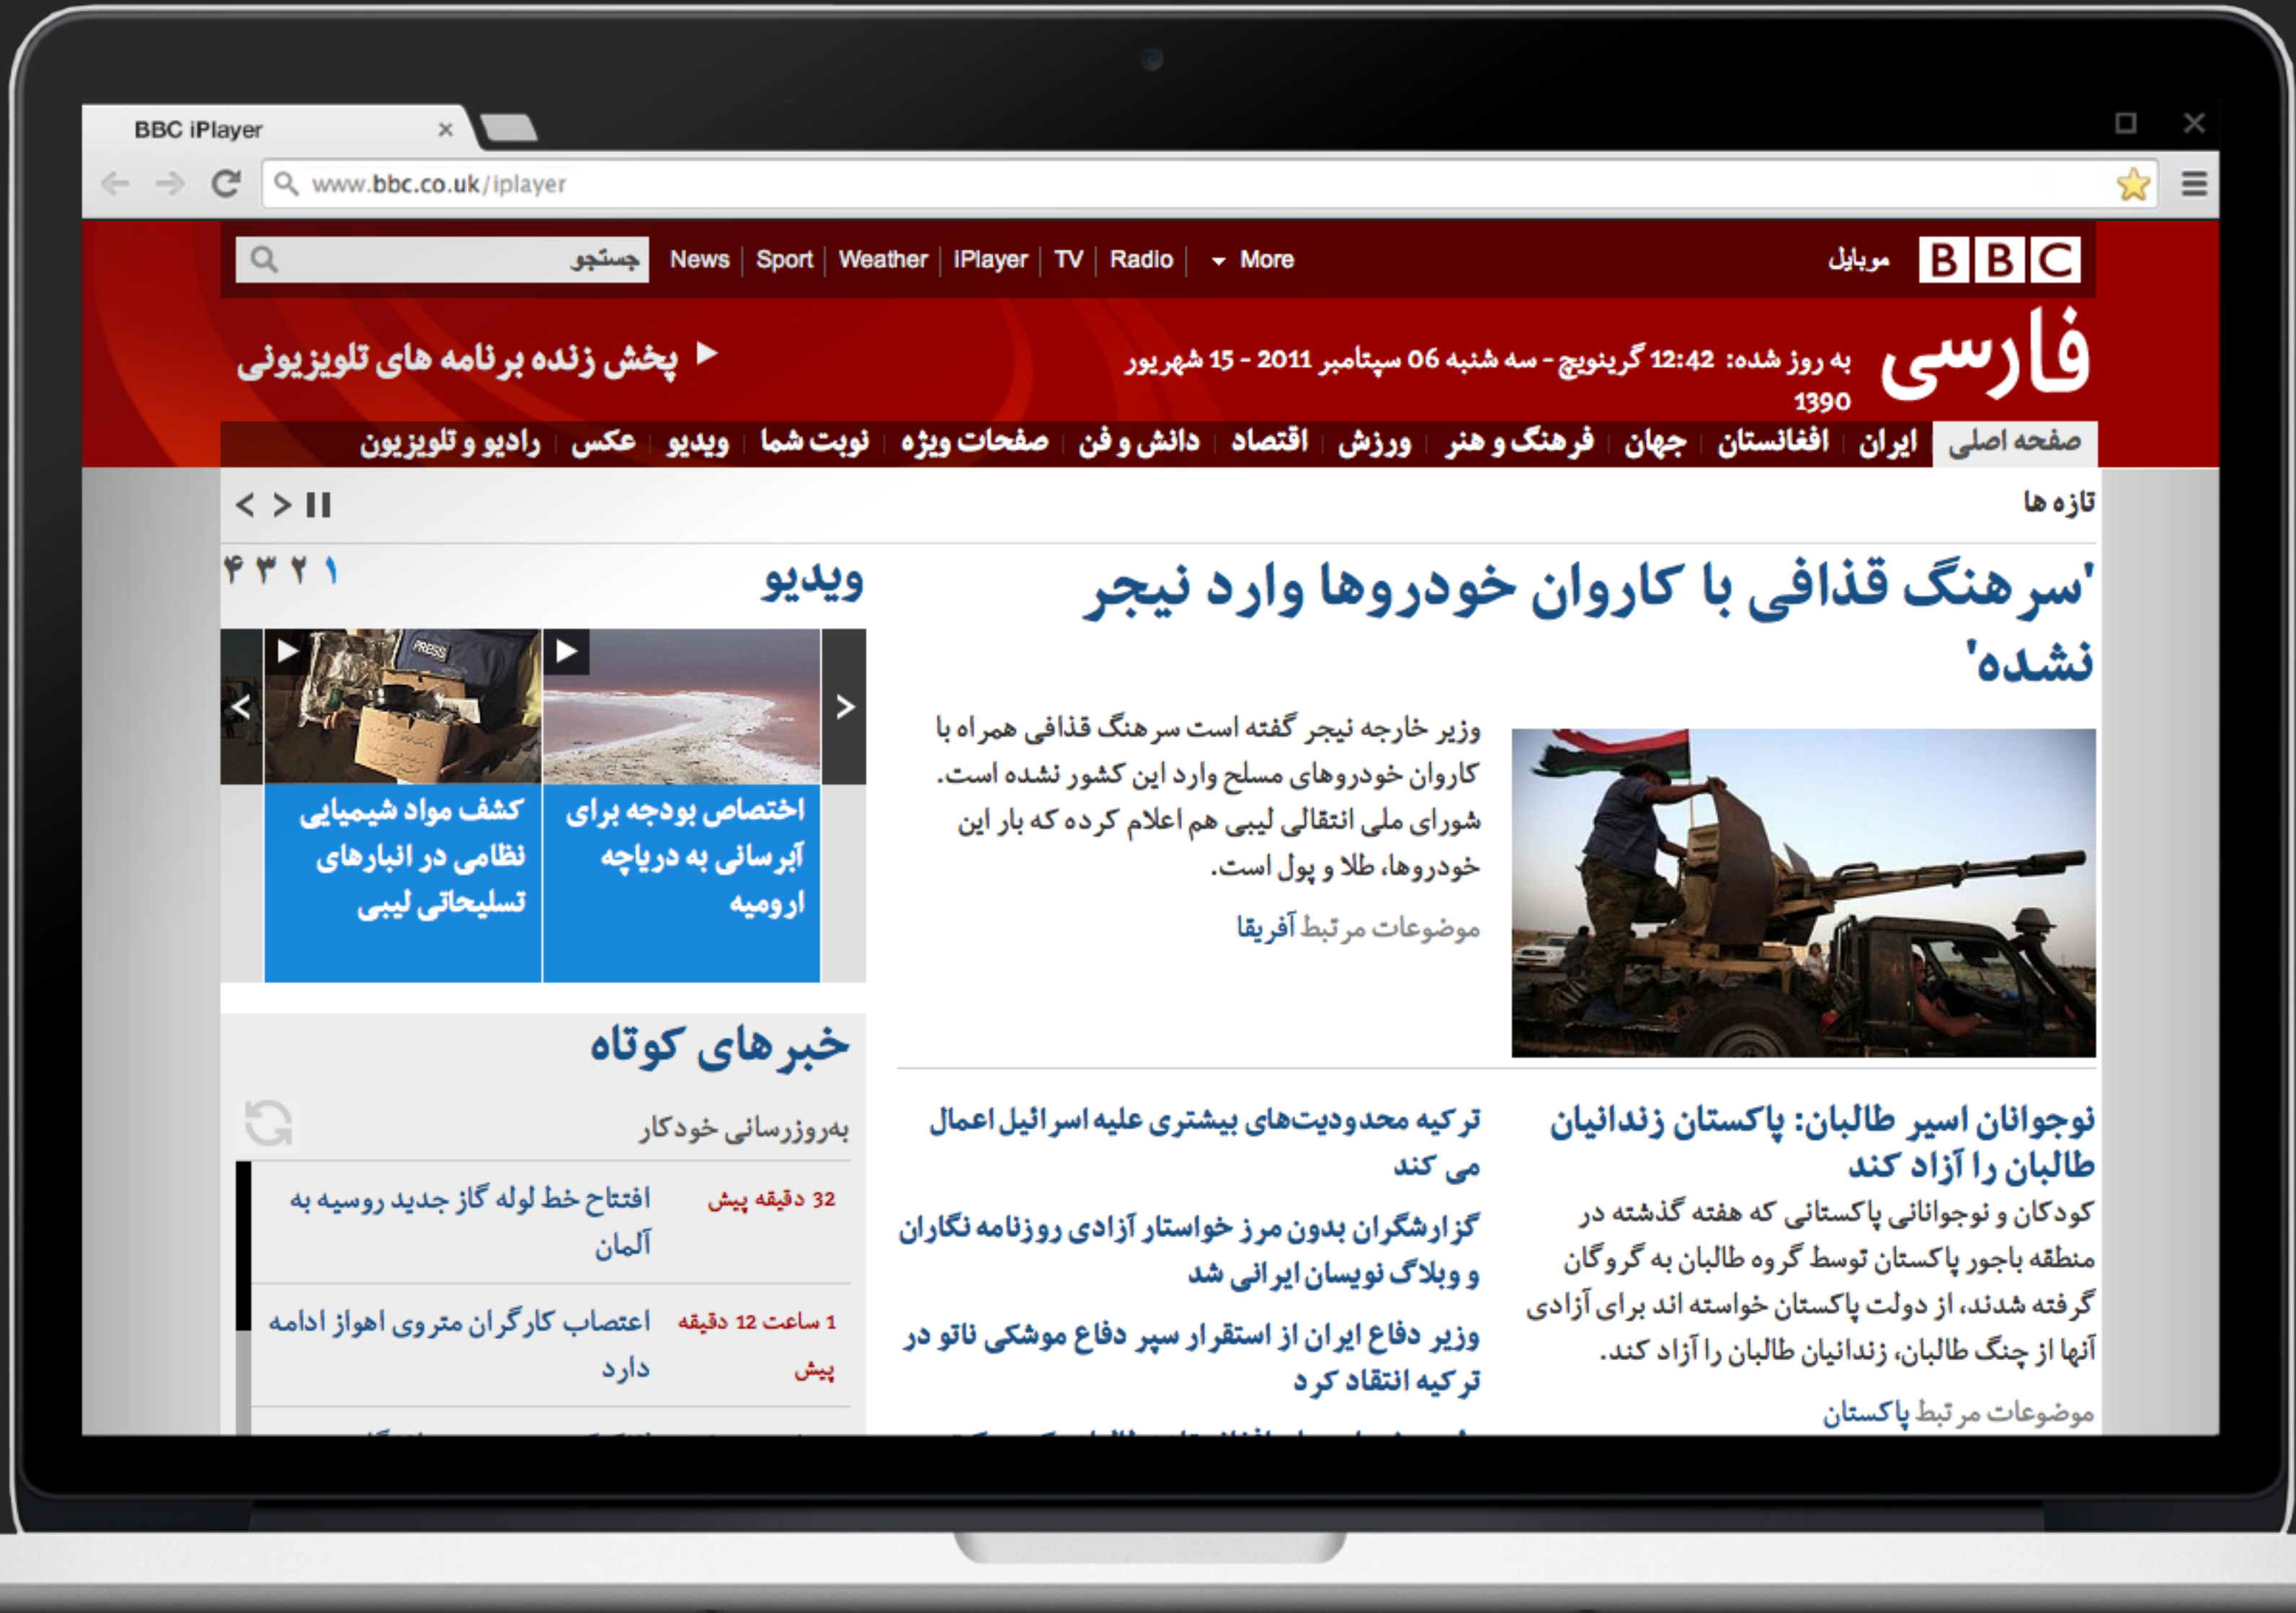 BBC iPlayer
www.bbc.co.uk/iplayer
BBC
موبایل
News
Sport
Weather
iPlayer
TV
Radio
More
جستجو
فارسی
به روز شده: 12:42 گرینویچ - سه شنبه 06 سپتامبر 2011 - 15 شهریور
1390
پخش زنده برنامه های تلویزیونی
صفحه اصلی
ایران
افغانستان
جهان
فرهنگ و هنر
ورزش
اقتصاد
دانش و فن
صفحات ویژه
نوبت شما
ویدیو
عکس
رادیو و تلویزیون
تازه ها
'سرهنگ قذافی با کاروان خودروها وارد نیجر
نشده'
وزیر خارجه نیجر گفته است سرهنگ قذافی همراه با
کاروان خودروهای مسلح وارد این کشور نشده است.
شورای ملی انتقالی لیبی هم اعلام کرده که بار این
خودروها، طلا و پول است.
موضوعات مرتبط آفریقا
نوجوانان اسیر طالبان: پاکستان زندانیان
طالبان را آزاد کند
کودکان و نوجوانانی پاکستانی که هفته گذشته در
منطقه باجور پاکستان توسط گروه طالبان به گروگان
گرفته شدند، از دولت پاکستان خواسته اند برای آزادی
آنها از چنگ طالبان، زندانیان طالبان را آزاد کند.
موضوعات مرتبط پاکستان
ترکیه محدودیت‌های بیشتری علیه اسرائیل اعمال
می کند
گزارشگران بدون مرز خواستار آزادی روزنامه نگاران
و وبلاگ نویسان ایرانی شد
وزیر دفاع ایران از استقرار سپر دفاع موشکی ناتو در
ترکیه انتقاد کرد
ویدیو
۱ ۲ ۳ ۴
PRESS
اختصاص بودجه برای
آبرسانی به دریاچه
ارومیه
کشف مواد شیمیایی
نظامی در انبارهای
تسلیحاتی لیبی
خبرهای کوتاه
به‌روزرسانی خودکار
32 دقیقه پیش
افتتاح خط لوله گاز جدید روسیه به
آلمان
1 ساعت 12 دقیقه
پیش
اعتصاب کارگران متروی اهواز ادامه
دارد